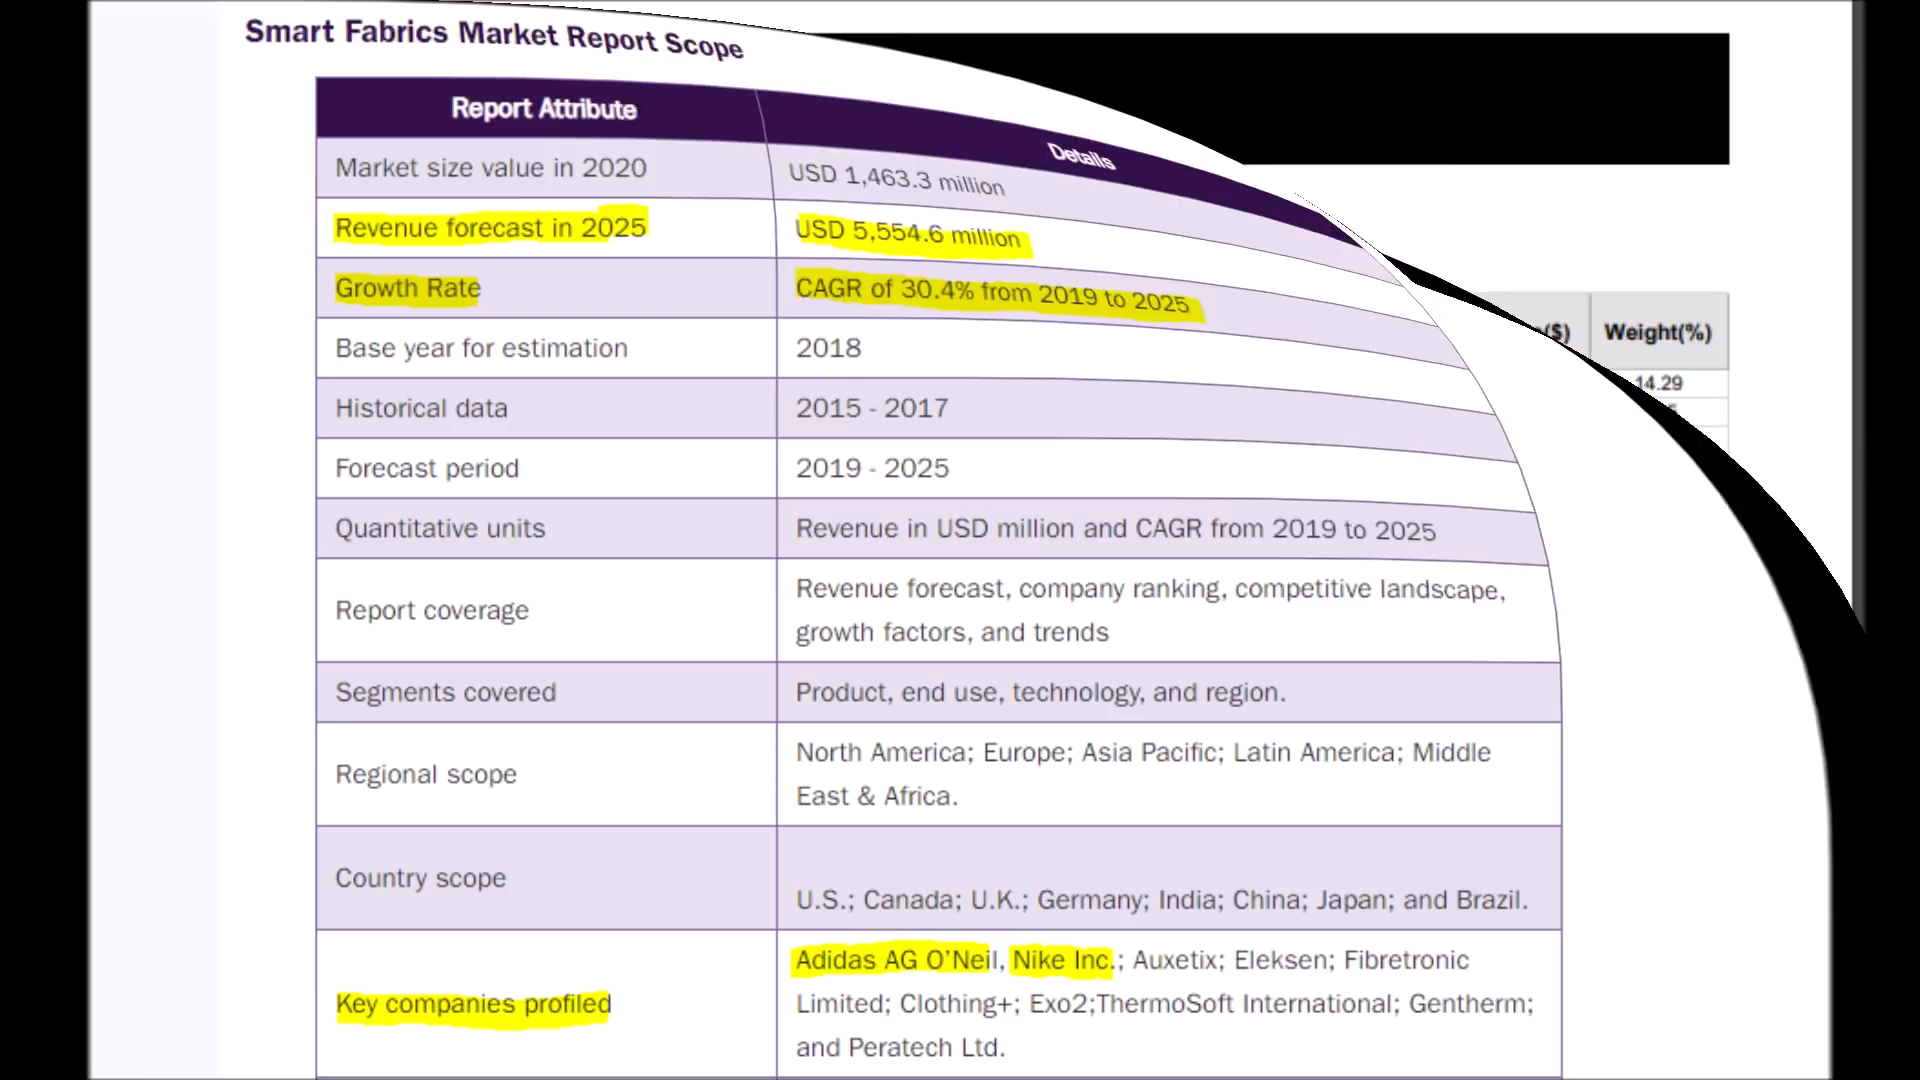 Smart Fabrics Market Report Scope
Report Attribute
Details
Market size value in 2020
USD 1,463.3 million
Revenue forecast in 2025
USD 5,554.6 million
Growth Rate
CAGR of 30.4% from 2019 to 2025
($)
Weight(%)
14.29
Base year for estimation
2018
Historical data
2015 - 2017
Forecast period
2019 - 2025
Quantitative units
Revenue in USD million and CAGR from 2019 to 2025
Report coverage
Revenue forecast, company ranking, competitive landscape,
growth factors, and trends
Segments covered
Product, end use, technology, and region.
Regional scope
North America; Europe; Asia Pacific; Latin America; Middle
East & Africa.
Country scope
U.S.; Canada; U.K.; Germany; India; China; Japan; and Brazil.
Key companies profiled
Adidas AG O'Neil, Nike Inc.; Auxetix; Eleksen; Fibretronic
Limited; Clothing+; Exo2;ThermoSoft International; Gentherm;
and Peratech Ltd.